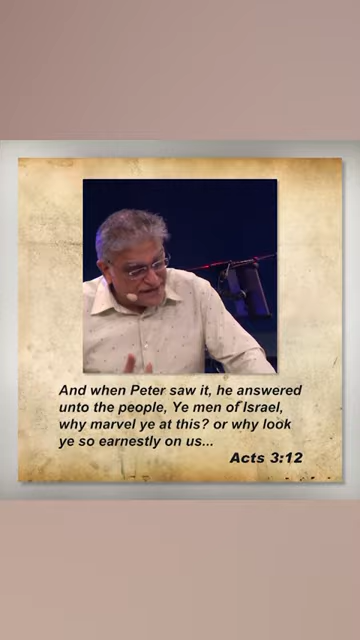 And when Peter saw it, he answered
unto the people, Ye men of Israel,
why marvel ye at this? or why look
ye so earnestly on us...
Acts 3:12